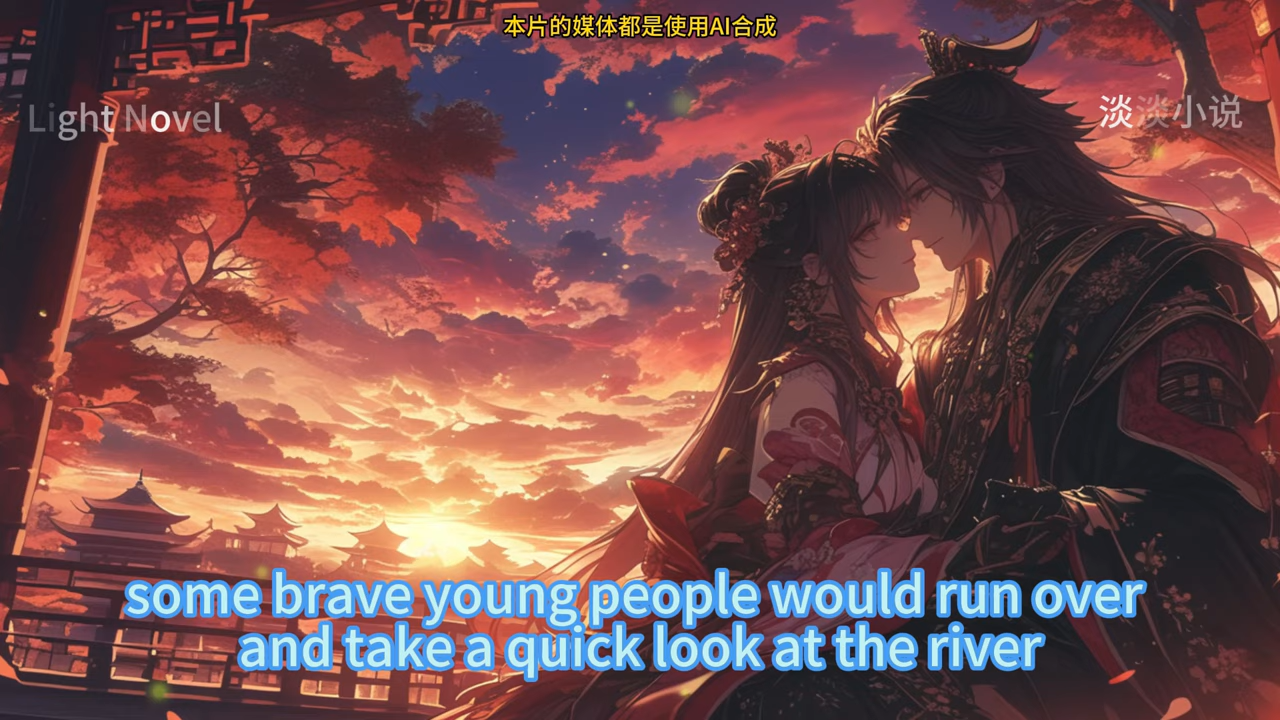 本片的媒体都是使用AI合成
Light Novel
淡淡小说
some brave young people would run over
and take a quick look at the river